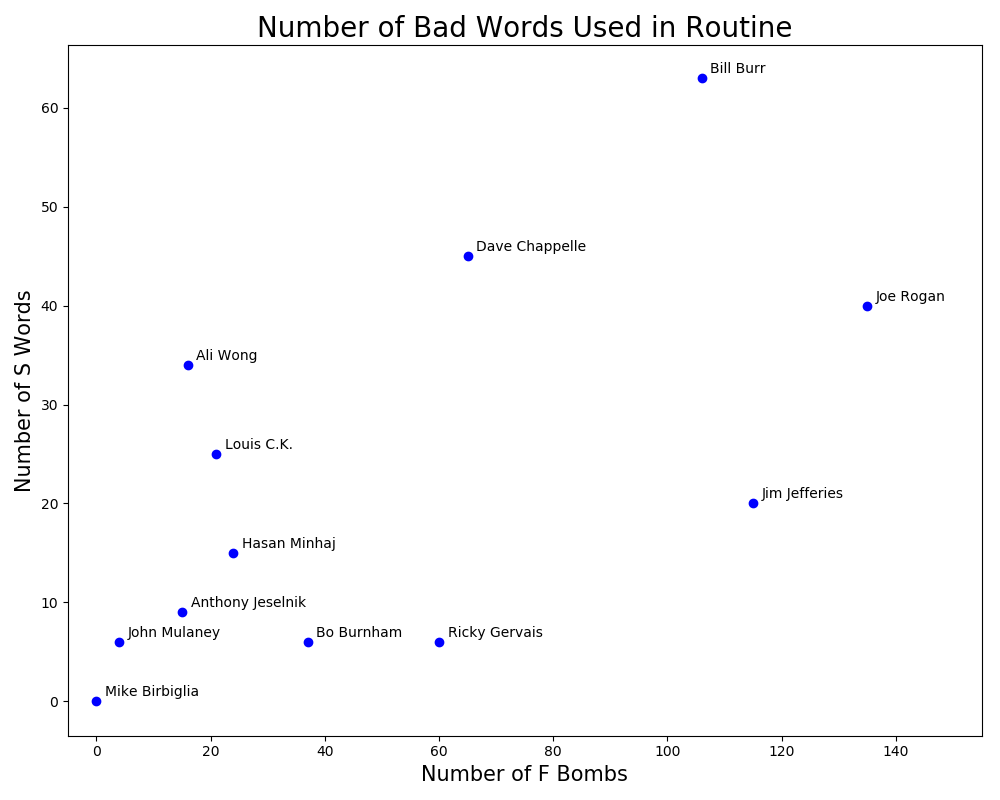 Number of Bad Words Used in Routine
Number of S Words
60
50
40
30
20
10
0
Bill Burr
Dave Chappelle
Joe Rogan
Ali Wong
Louis C.K.
Jim Jefferies
Hasan Minhaj
Anthony Jeselnik
John Mulaney
Bo Burnham
Ricky Gervais
Mike Birbiglia
0 20 40 60 80 100 120 140
Number of F Bombs